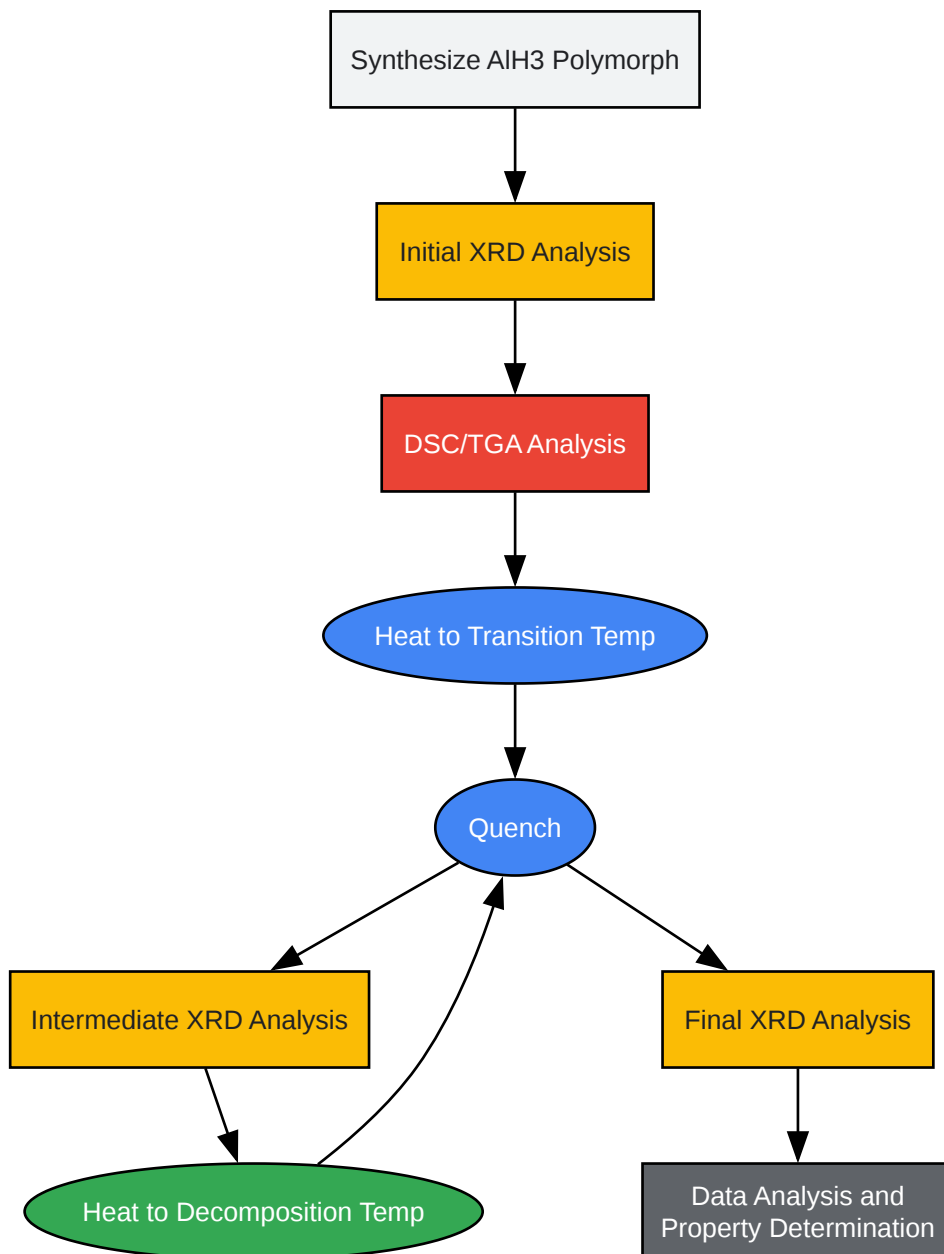 Synthesize AlH3 Polymorph
Initial XRD Analysis
DSC/TGA Analysis
Heat to Transition Temp
Quench
Intermediate XRD Analysis
Final XRD Analysis
Heat to Decomposition Temp
Data Analysis and
Property Determination